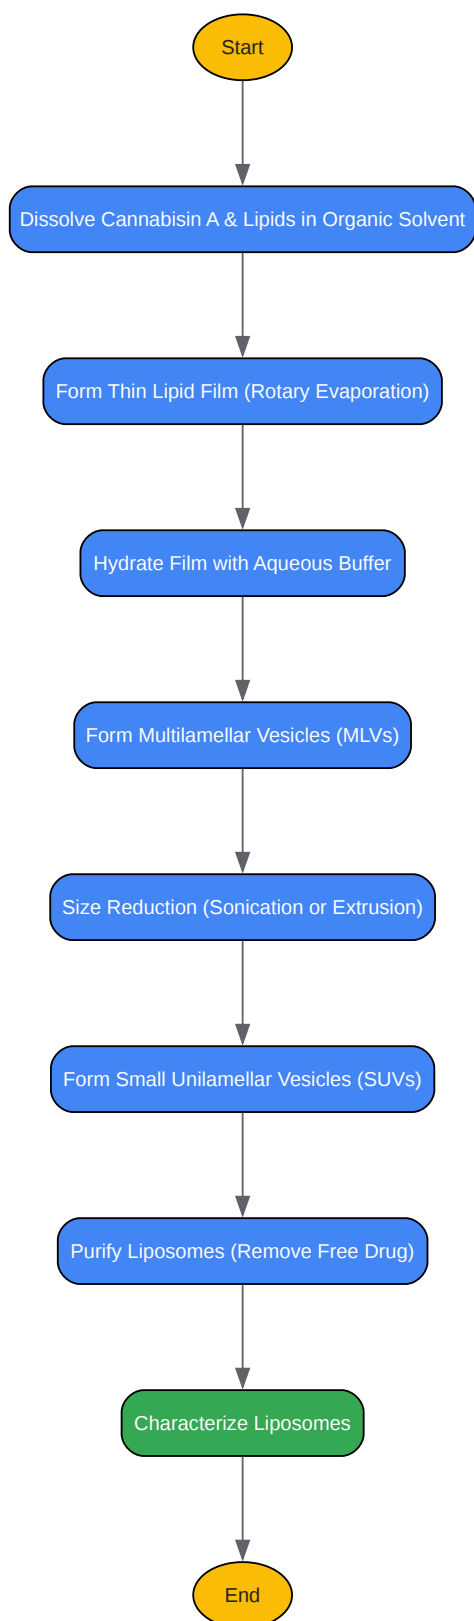 Start
Dissolve Cannabisin A & Lipids in Organic Solvent
Form Thin Lipid Film (Rotary Evaporation)
Hydrate Film with Aqueous Buffer
Form Multilamellar Vesicles (MLVs)
Size Reduction (Sonication or Extrusion)
Form Small Unilamellar Vesicles (SUVs)
Purify Liposomes (Remove Free Drug)
Characterize Liposomes
End